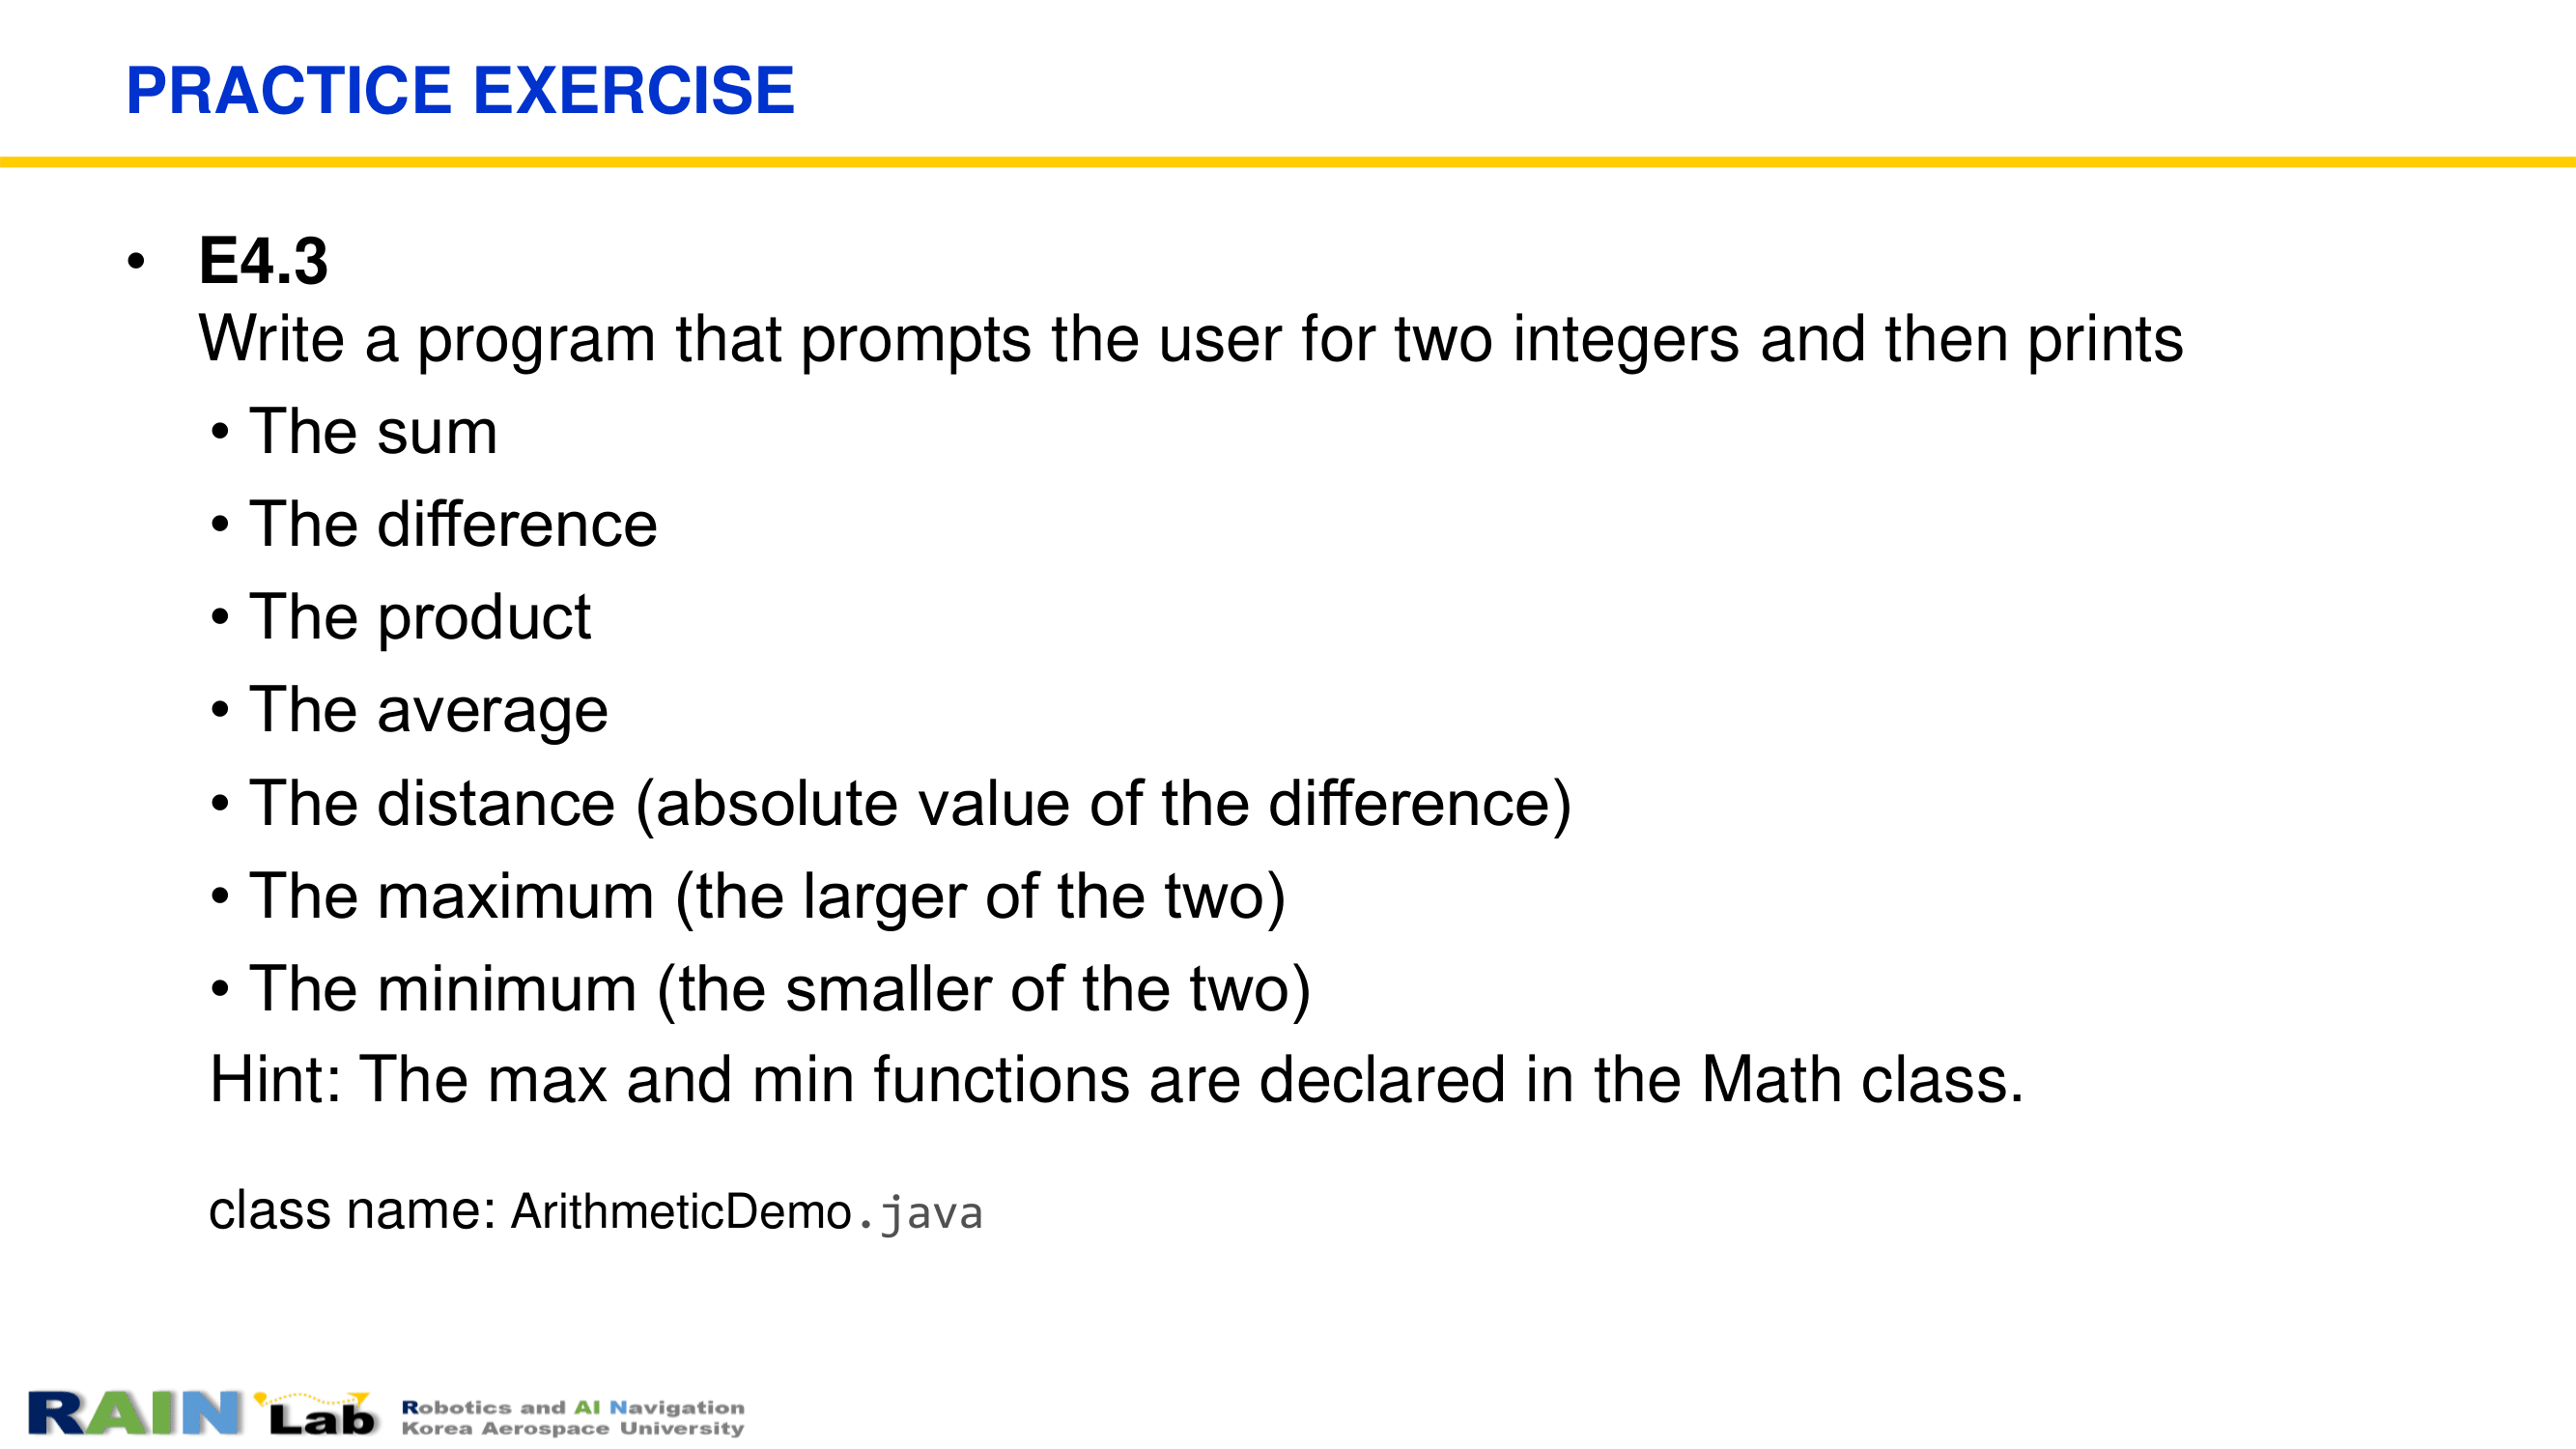 PRACTICE EXERCISE
• E4.3
Write a program that prompts the user for two integers and then prints
• The sum
• The difference
• The product
• The average
• The distance (absolute value of the difference)
• The maximum (the larger of the two)
• The minimum (the smaller of the two)
Hint: The max and min functions are declared in the Math class.
class name: ArithmeticDemo.java
RAIN Lab
Robotics and AI Navigation
Korea Aerospace University